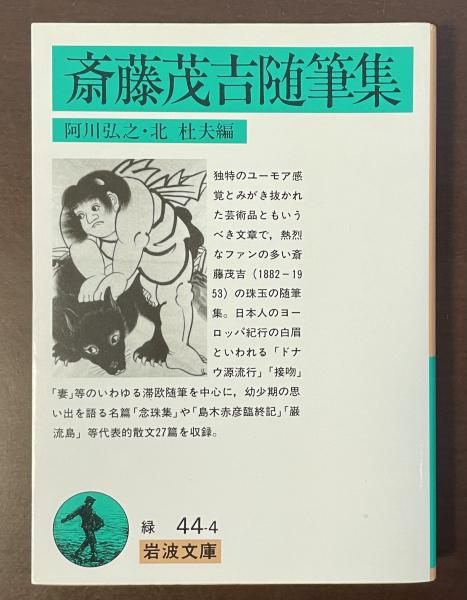 斎藤茂吉随筆集
阿川弘之・北 杜夫編
独特のユーモア感
覚とみがき抜かれ
た芸術品ともいう
べき文章で，熱烈
なファンの多い斎
藤茂吉（1882－19
53）の珠玉の随筆
集。日本人のヨー
ロッパ紀行の白眉
といわれる「ドナ
ウ源流行」「接吻」
「妻」等のいわゆる滞欧随筆を中心に，幼少期の思
い出を語る名篇「念珠集」や「島木赤彦臨終記」「巌
流島」等代表的散文27篇を収録。
緑 44-4
岩波文庫